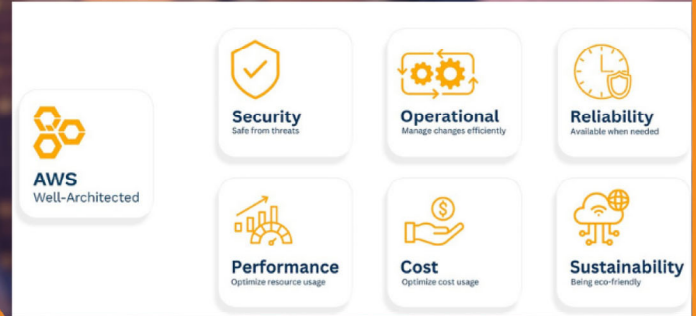 AWS
Well-Architected
Security
Safe from threats
Operational
Manage changes efficiently
Reliability
Available when needed
Performance
Optimize resource usage
Cost
Optimize cost usage
Sustainability
Being eco-friendly